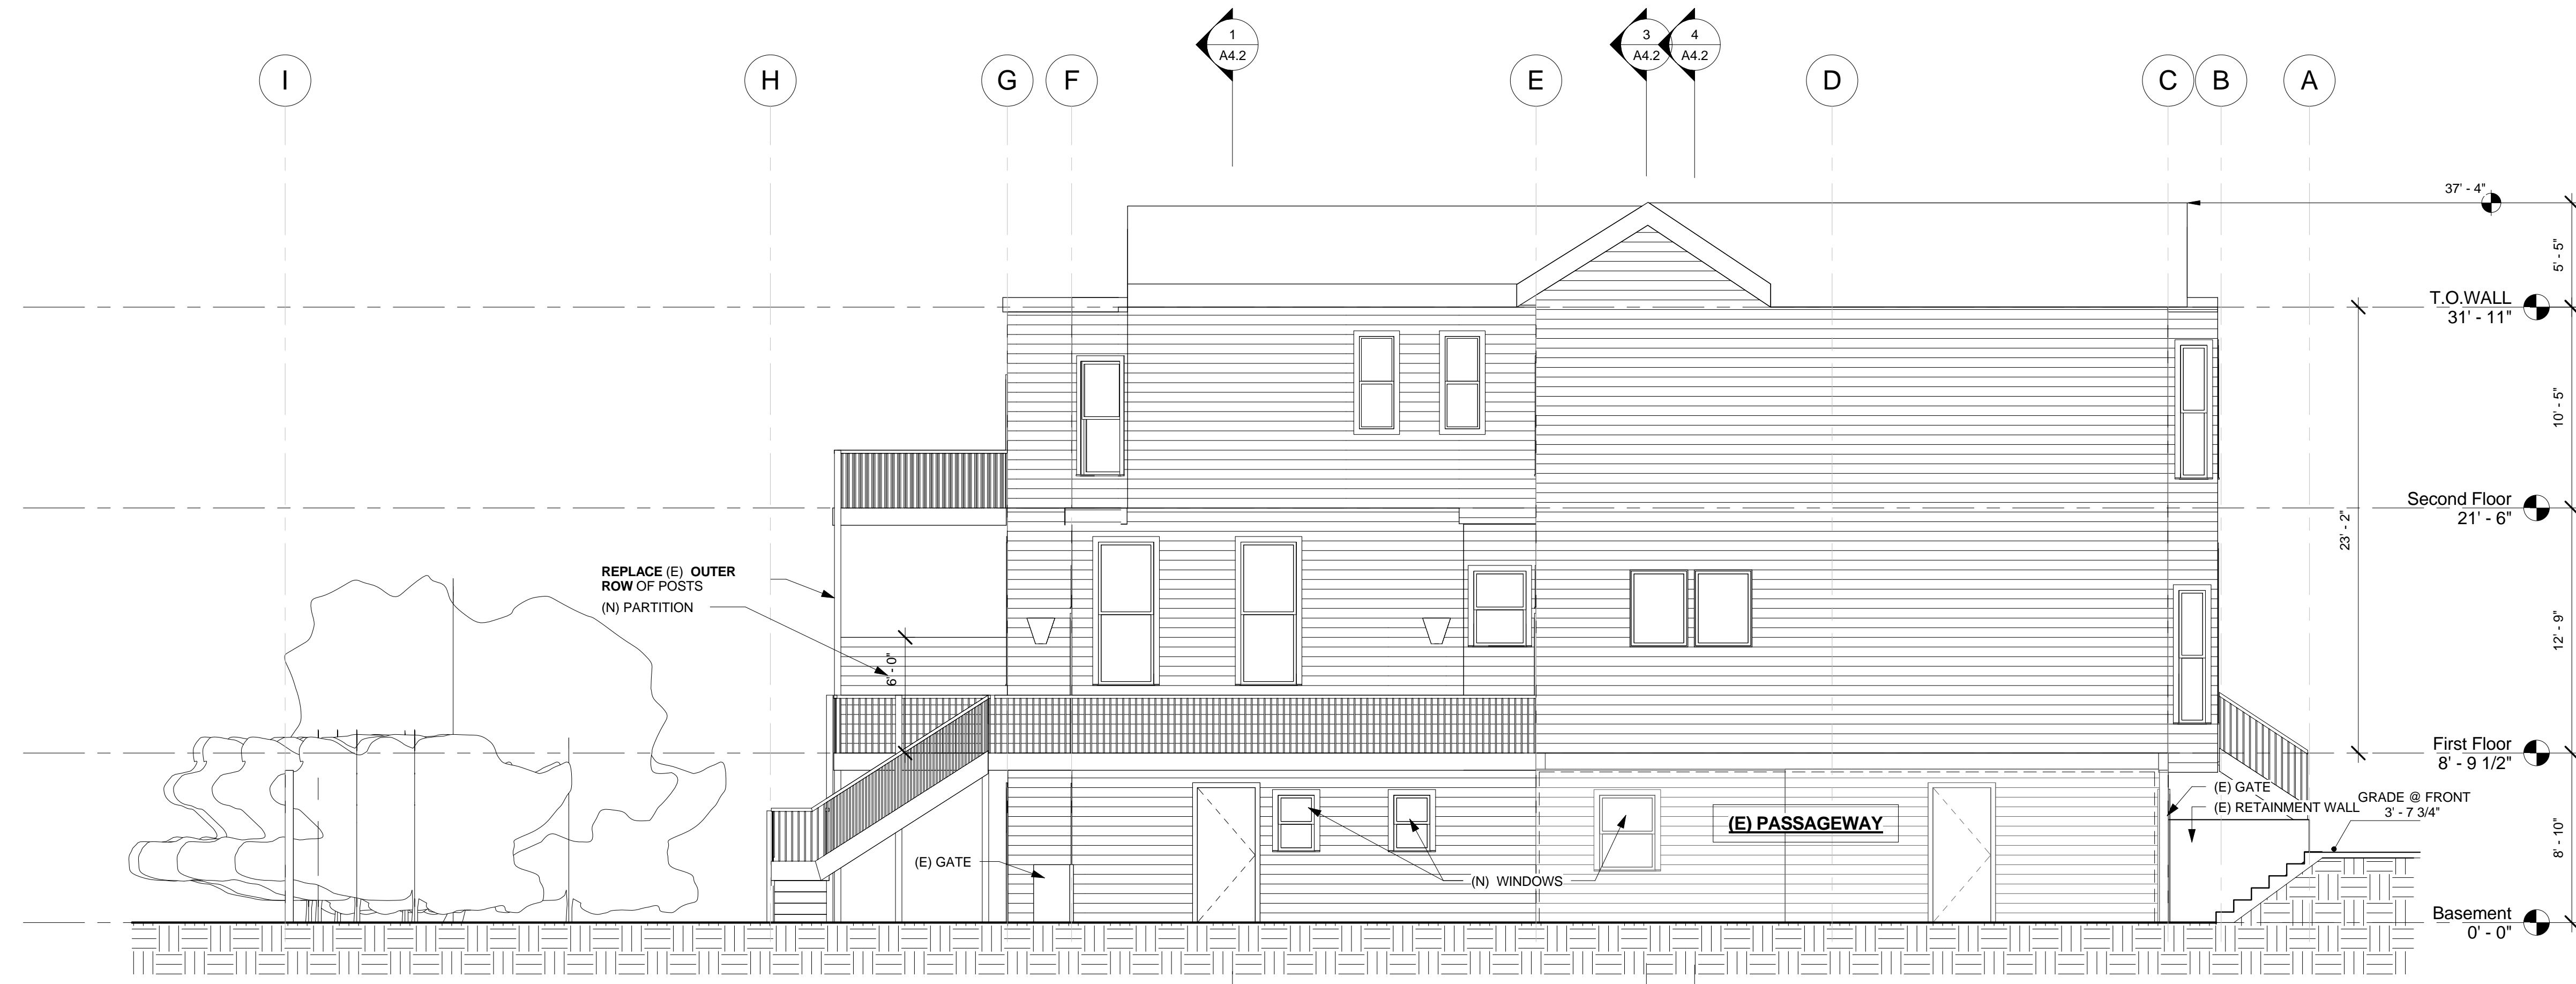 1
A4.2
3
A4.2
4
A4.2
I
H
G
F
E
D
C
B
A
37' - 4"
5' - 5"
T.O.WALL
31' - 11"
10' - 5"
Second Floor
21' - 6"
23' - 2"
REPLACE (E) OUTER
ROW OF POSTS
(N) PARTITION
6' - 0"
12' - 9"
First Floor
8' - 9 1/2"
(E) GATE
(E) RETAINMENT WALL
GRADE @ FRONT
3' - 7 3/4"
(E) PASSAGEWAY
(E) GATE
(N) WINDOWS
8' - 10"
Basement
0' - 0"